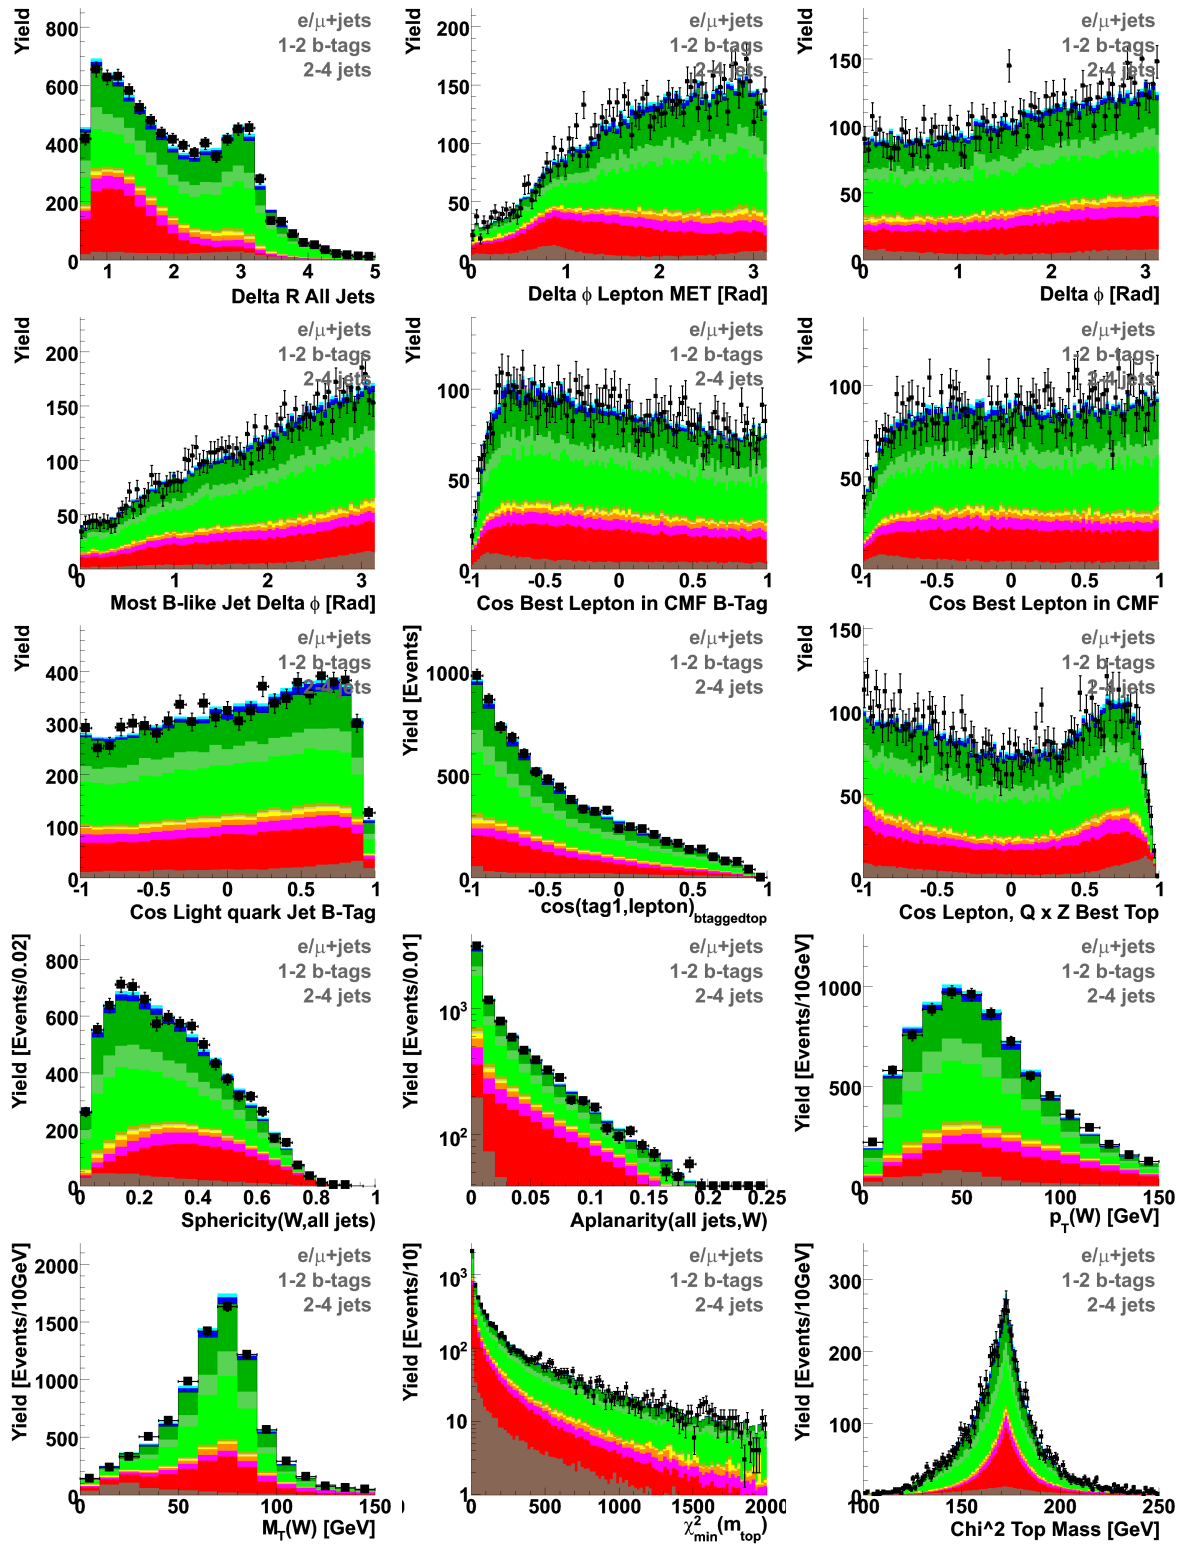 Yield
800
600
400
200
0
1 2 3 4 5
Delta R All Jets
e/μ+jets
1-2 b-tags
2-4 jets
Yield
200
150
100
50
0
0 1 2 3
Delta ϕ Lepton MET [Rad]
e/μ+jets
1-2 b-tags
2-4 jets
Yield
150
100
50
0
0 1 2 3
Delta ϕ [Rad]
e/μ+jets
1-2 b-tags
2-4 jets
Yield
200
150
100
50
0
0 1 2 3
Most B-like Jet Delta ϕ [Rad]
e/μ+jets
1-2 b-tags
2-4 jets
Yield
100
50
0
-1 -0.5 0 0.5 1
Cos Best Lepton in CMF B-Tag
e/μ+jets
1-2 b-tags
2-4 jets
Yield
100
50
0
-1 -0.5 0 0.5 1
Cos Best Lepton in CMF
e/μ+jets
1-2 b-tags
2-4 jets
Yield
400
300
200
100
0
-1 -0.5 0 0.5 1
Cos Light quark Jet B-Tag
e/μ+jets
1-2 b-tags
2-4 jets
Yield [Events]
1000
500
0
-1 -0.5 0 0.5 1
cos(tag1,lepton)btaggedtop
e/μ+jets
1-2 b-tags
2-4 jets
Yield
150
100
50
0
-1 -0.5 0 0.5 1
Cos Lepton, Q x Z Best Top
e/μ+jets
1-2 b-tags
2-4 jets
Yield [Events/0.02]
800
600
400
200
0
0 0.2 0.4 0.6 0.8 1
Sphericity(W,all jets)
e/μ+jets
1-2 b-tags
2-4 jets
Yield [Events/0.01]
10³
10²
0 0.05 0.1 0.15 0.2 0.25
Aplanarity(all jets,W)
e/μ+jets
1-2 b-tags
2-4 jets
Yield [Events/10GeV]
1000
500
0
0 50 100 150
pT(W) [GeV]
e/μ+jets
1-2 b-tags
2-4 jets
Yield [Events/10GeV]
2000
1500
1000
500
0
0 50 100 150
MT(W) [GeV]
e/μ+jets
1-2 b-tags
2-4 jets
Yield [Events/10]
10³
10²
10
1
0 500 1000 1500 2000
χ²min(mtop)
e/μ+jets
1-2 b-tags
2-4 jets
Yield [Events/10GeV]
300
200
100
0
100 150 200 250
Chi^2 Top Mass [GeV]
e/μ+jets
1-2 b-tags
2-4 jets